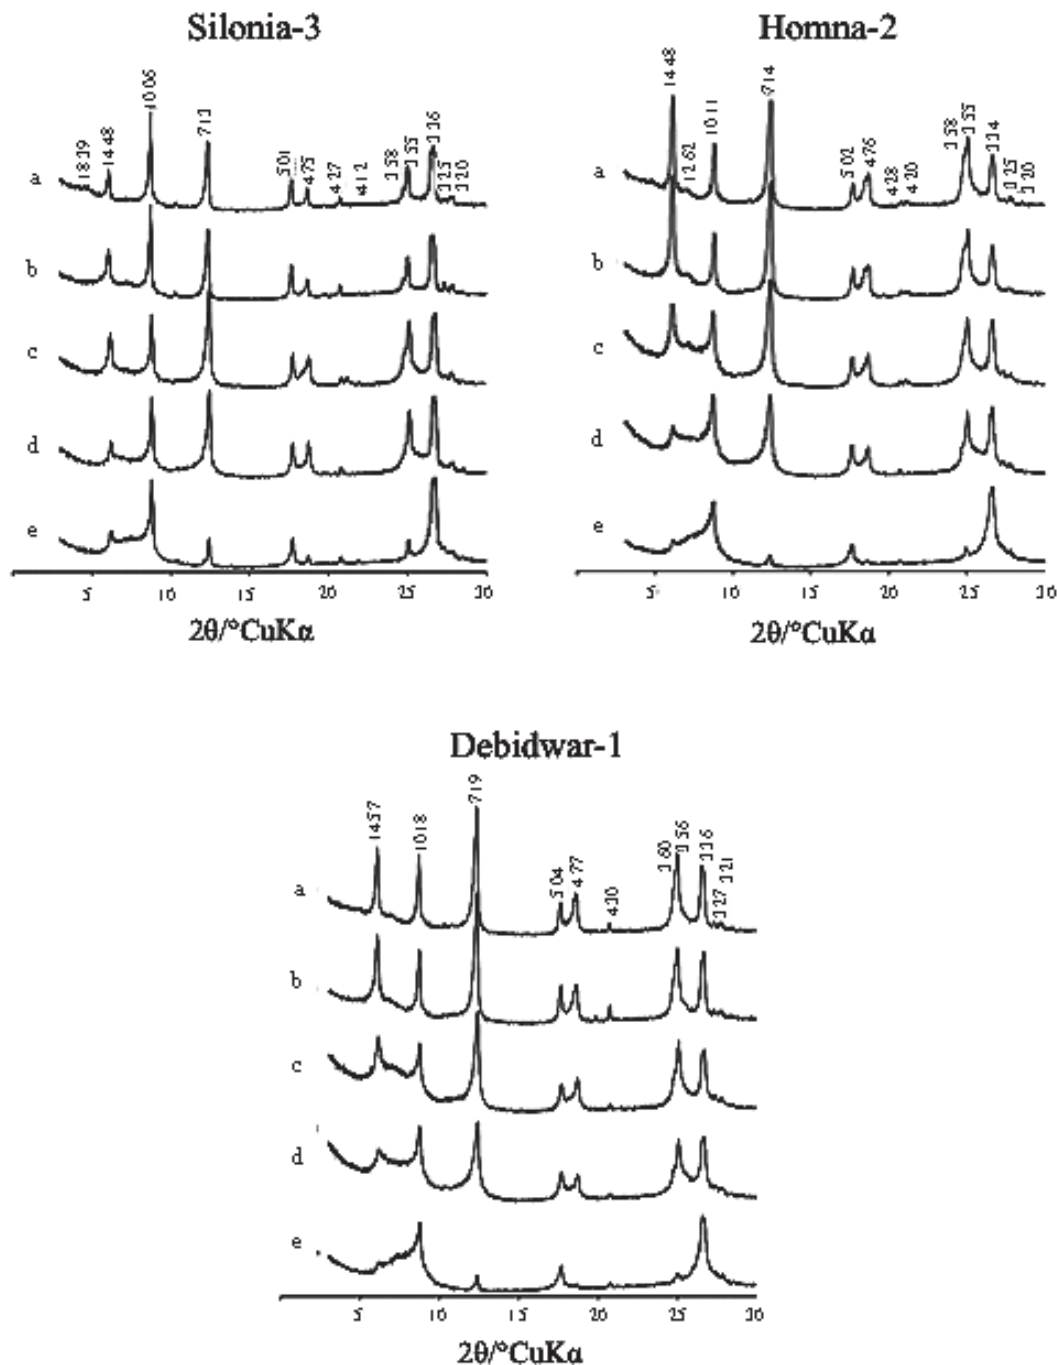 Silonia-3
18.39
14.48
10.06
7.13
5.01
4.75
4.27
4.12
3.58
3.55
3.36
3.25
3.20
a
b
c
d
e
5
10
15
20
25
30
2θ/°CuKα
Homna-2
14.48
12.62
10.11
7.14
5.02
4.76
4.28
4.20
3.58
3.55
3.34
3.25
3.20
a
b
c
d
e
5
10
15
20
25
30
2θ/°CuKα
Debidwar-1
14.57
10.18
7.19
5.04
4.77
4.30
3.60
3.56
3.36
3.27
3.21
a
b
c
d
e
5
10
15
20
25
30
2θ/°CuKα